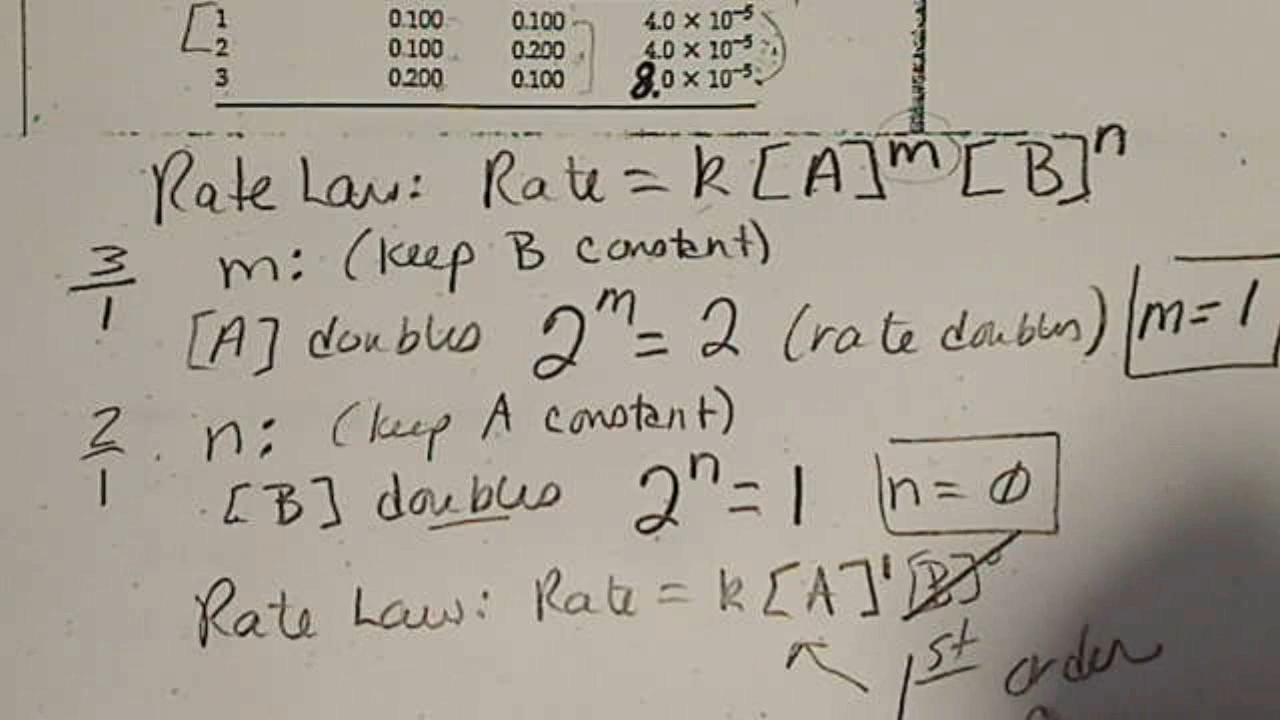 1 0.100 0.100 4.0 × 10⁻⁵
2 0.100 0.200 4.0 × 10⁻⁵
3 0.200 0.100 8.0 × 10⁻⁵
Rate Law: Rate = k[A]ᵐ[B]ⁿ
3/1 m: (keep B constant)
[A] doubles 2ᵐ = 2 (rate doubles) m = 1
2/1 n: (keep A constant)
[B] doubles 2ⁿ = 1 n = 0
Rate Law: Rate = k[A]¹[B]⁰
1st order